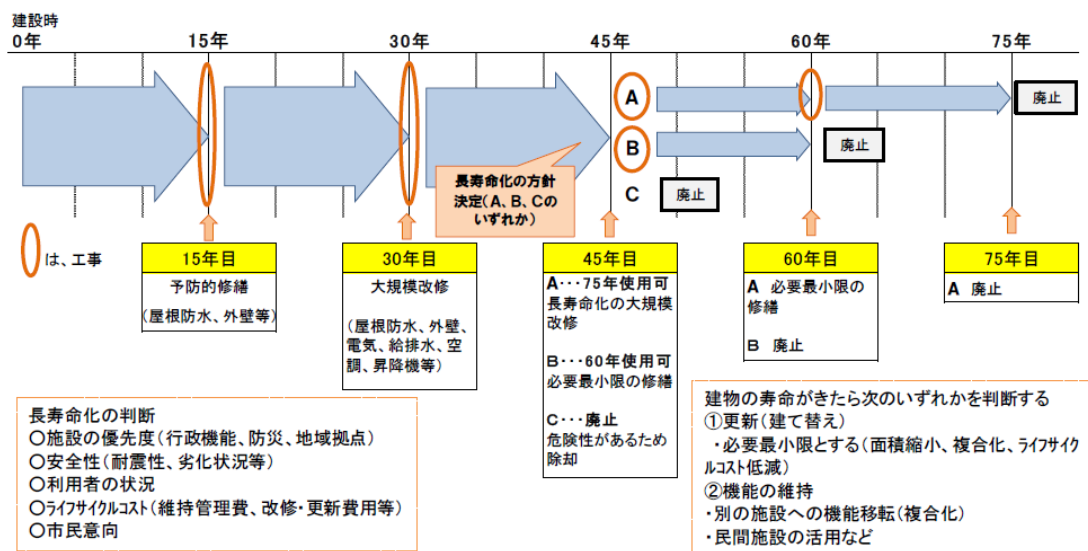 建設時
0年
15年
30年
45年
60年
75年
A
廃止
B
廃止
長寿命化の方針
決定(A、B、Cの
いずれか)
C
廃止
は、工事
15年目
予防的修繕
(屋根防水、外壁等)
30年目
大規模改修
(屋根防水、外壁、
電気、給排水、空
調、昇降機等)
45年目
A・・・75年使用可
長寿命化の大規模
改修
B・・・60年使用可
必要最小限の修繕
C・・・廃止
危険性があるため
除却
60年目
A 必要最小限の
修繕
B 廃止
75年目
A 廃止
長寿命化の判断
○施設の優先度(行政機能、防災、地域拠点)
○安全性(耐震性、劣化状況等)
○利用者の状況
○ライフサイクルコスト(維持管理費、改修・更新費用等)
○市民意向
建物の寿命がきたら次のいずれかを判断する
①更新(建て替え)
・必要最小限とする(面積縮小、複合化、ライフサイク
ルコスト低減)
②機能の維持
・別の施設への機能移転(複合化)
・民間施設の活用など